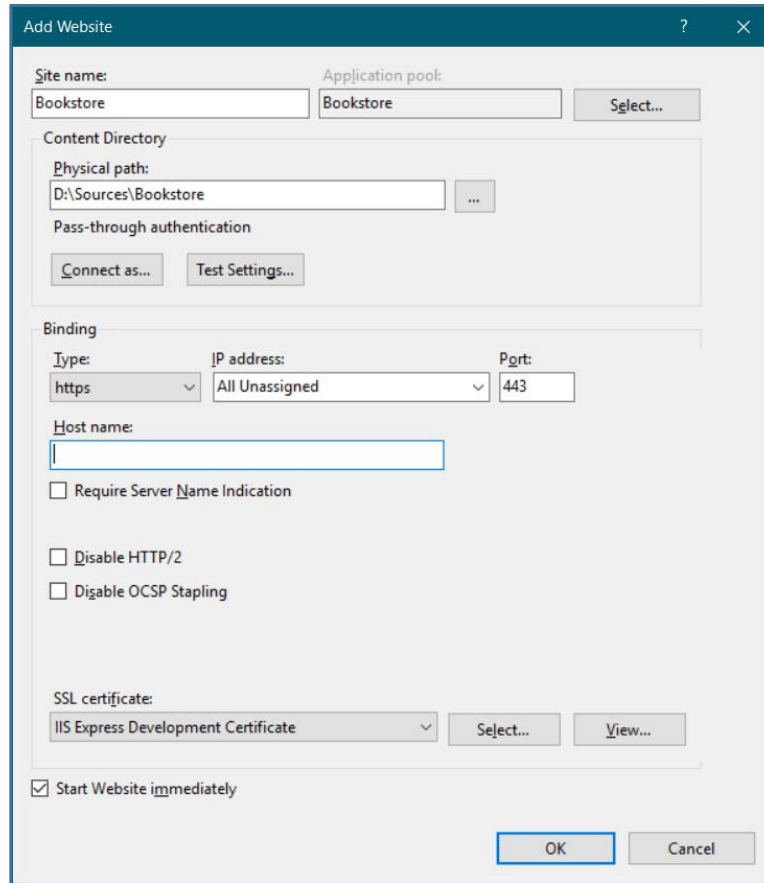 Add Website
Site name: Application pool:
Bookstore Bookstore Select...
Content Directory
Physical path:
D:\Sources\Bookstore ...
Pass-through authentication
Connect as... Test Settings...
Binding
Type: IP address: Port:
https All Unassigned 443
Host name:
Require Server Name Indication
Disable HTTP/2
Disable OCSP Stapling
SSL certificate:
IIS Express Development Certificate Select... View...
Start Website immediately
OK Cancel